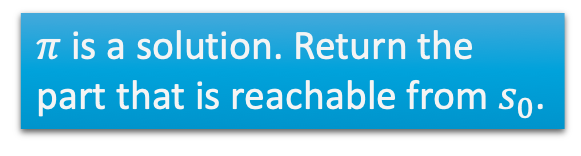 π is a solution. Return the
part that is reachable from s₀.